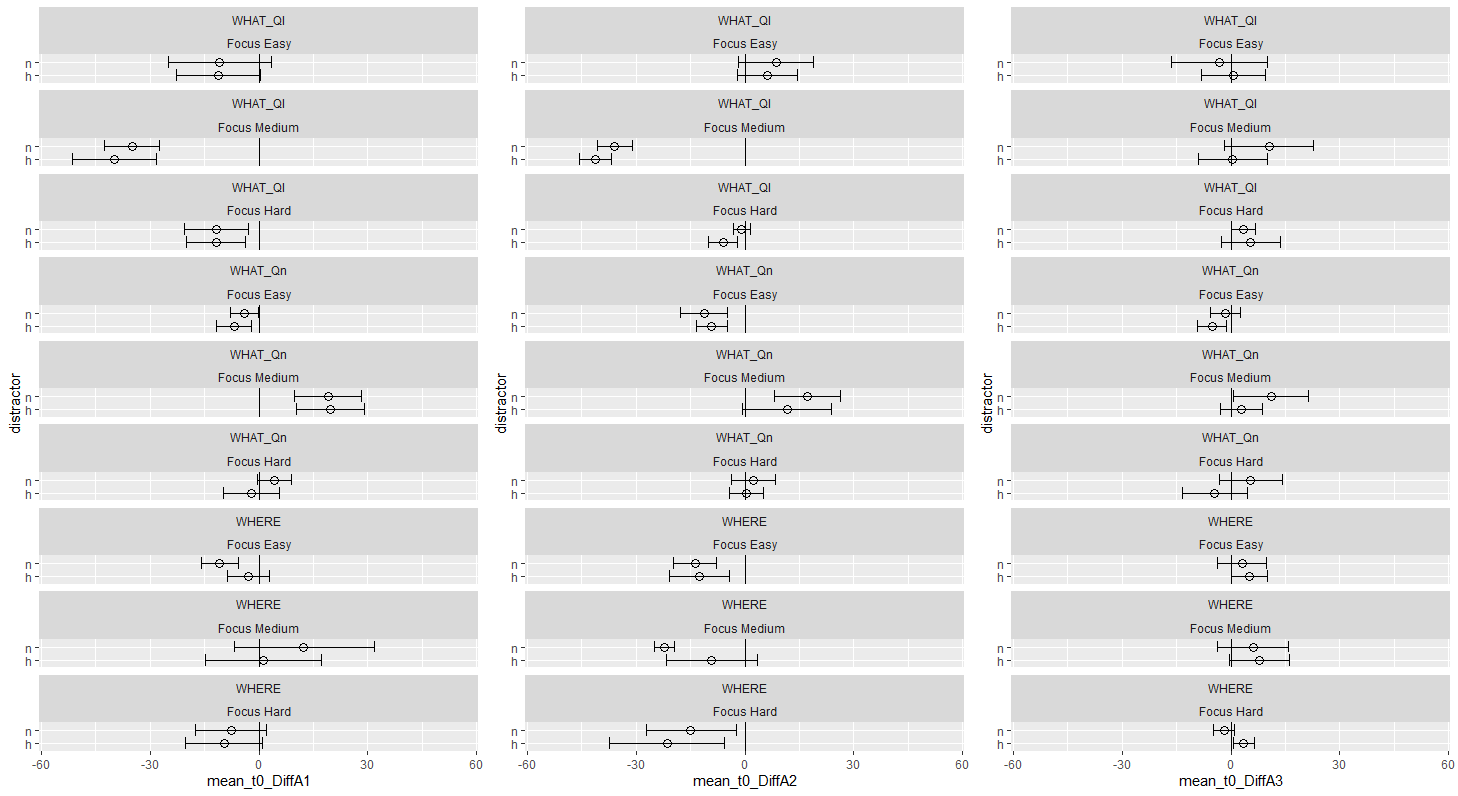 WHAT_QI WHAT_QI WHAT_QI
Focus Easy Focus Easy Focus Easy
n n n
h h h
WHAT_QI WHAT_QI WHAT_QI
Focus Medium Focus Medium Focus Medium
n n n
h h h
WHAT_QI WHAT_QI WHAT_QI
Focus Hard Focus Hard Focus Hard
n n n
h h h
WHAT_Qn WHAT_Qn WHAT_Qn
Focus Easy Focus Easy Focus Easy
n n n
h h h
WHAT_Qn WHAT_Qn WHAT_Qn
Focus Medium Focus Medium Focus Medium
distractor distractor distractor
n n n
h h h
WHAT_Qn WHAT_Qn WHAT_Qn
Focus Hard Focus Hard Focus Hard
n n n
h h h
WHERE WHERE WHERE
Focus Easy Focus Easy Focus Easy
n n n
h h h
WHERE WHERE WHERE
Focus Medium Focus Medium Focus Medium
n n n
h h h
WHERE WHERE WHERE
Focus Hard Focus Hard Focus Hard
n n n
h h h
-60 -30 0 30 60 -60 -30 0 30 60 -60 -30 0 30 60
mean_t0_DiffA1 mean_t0_DiffA2 mean_t0_DiffA3